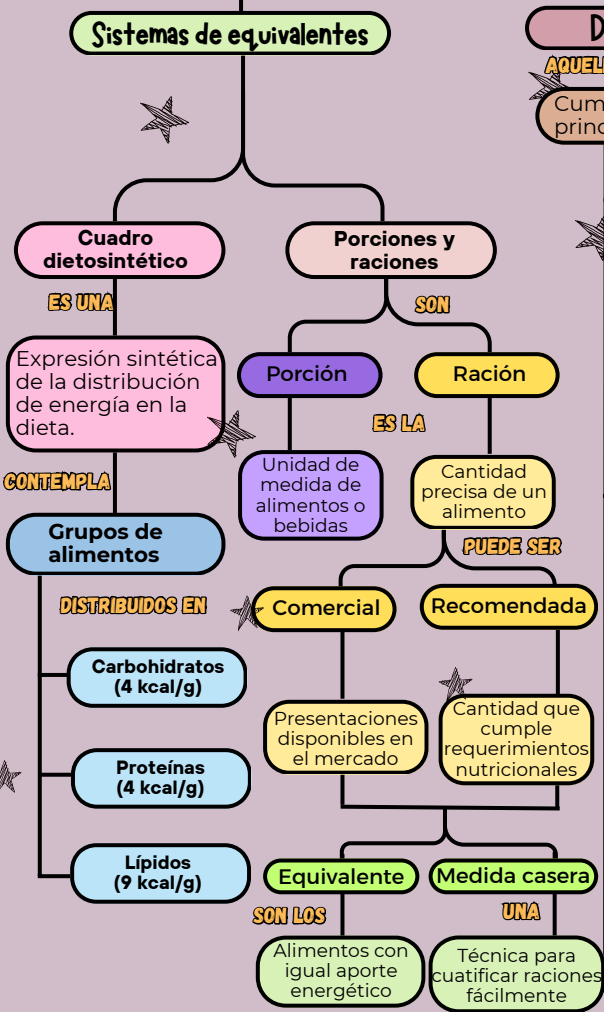 Sistemas de equivalentes
D
AQUEL
Cum
princ
Cuadro
dietosintético
Porciones y
raciones
ES UNA
SON
Expresión sintética
de la distribución
de energía en la
dieta.
Porción
Ración
ES LA
Unidad de
medida de
alimentos o
bebidas
Cantidad
precisa de un
alimento
CONTEMPLA
Grupos de
alimentos
PUEDE SER
DISTRIBUIDOS EN
Comercial
Recomendada
Carbohidratos
(4 kcal/g)
Presentaciones
disponibles en
el mercado
Cantidad que
cumple
requerimientos
nutricionales
Proteínas
(4 kcal/g)
Lípidos
(9 kcal/g)
Equivalente
Medida casera
SON LOS
UNA
Alimentos con
igual aporte
energético
Técnica para
cuatificar raciones
fácilmente